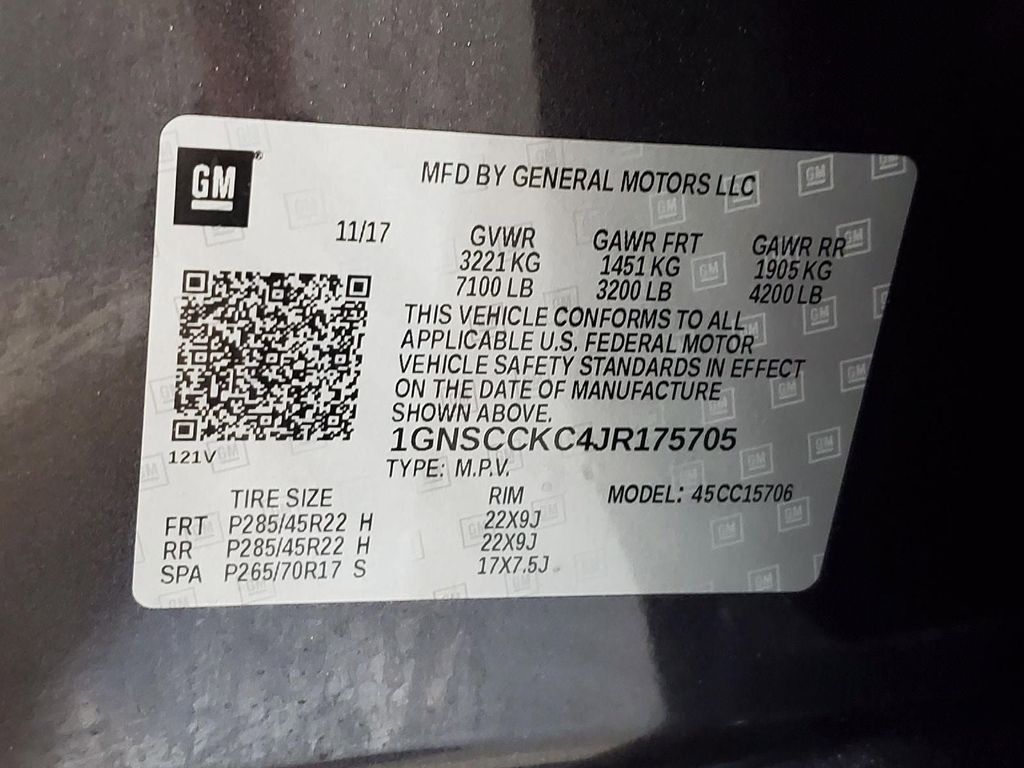 GM
MFD BY GENERAL MOTORS LLC
11/17 GVWR GAWR FRT GAWR RR
3221 KG 1451 KG 1905 KG
7100 LB 3200 LB 4200 LB
THIS VEHICLE CONFORMS TO ALL
APPLICABLE U.S. FEDERAL MOTOR
VEHICLE SAFETY STANDARDS IN EFFECT
ON THE DATE OF MANUFACTURE
SHOWN ABOVE.
1GNSCCKC4JR175705
121V
TYPE: M.P.V.
TIRE SIZE RIM MODEL: 45CC15706
FRT P285/45R22 H 22X9J
RR P285/45R22 H 22X9J
SPA P265/70R17 S 17X7.5J